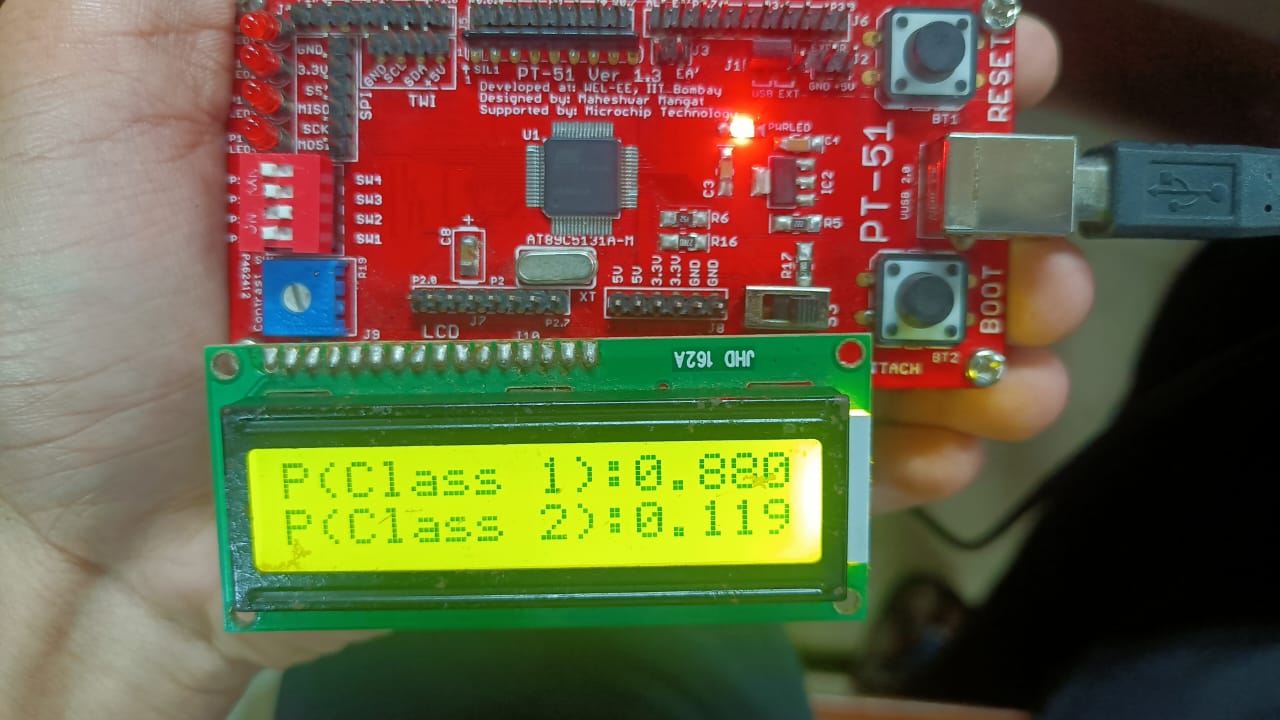 J6
GND
3.3V
SS
MISO
SCK
MOSI
SPI
GND
SCL
SDA
+5V
TWI
SIL1
J3
EA
J1
J2
GND +5V
USB EXT
PT-51 Ver 1.3
Developed at: WEL-EE, IIT Bombay
Designed by: Maheshwar Mangat
Supported by: Microchip Technology
RESET
BT1
U1
PWRLED
C4
C3
IC2
PT-51
R6
R5
R16
R17
SW4
SW3
SW2
SW1
C8
+
AT89C5131A-M
XT
R19
P2.0
P2
P2.7
J7
J10
5V
5V
3.3V
3.3V
GND
GND
J8
BOOT
BT2
J9
LCD
JHD 162A
P(Class 1):0.880
P(Class 2):0.119